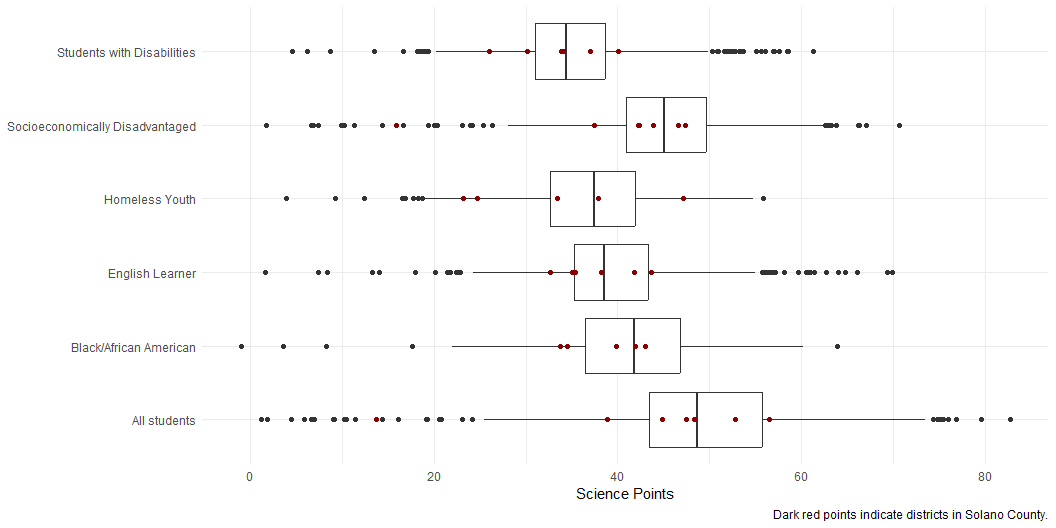 Students with Disabilities
Socioeconomically Disadvantaged
Homeless Youth
English Learner
Black/African American
All students
0 20 40 60 80
Science Points
Dark red points indicate districts in Solano County.